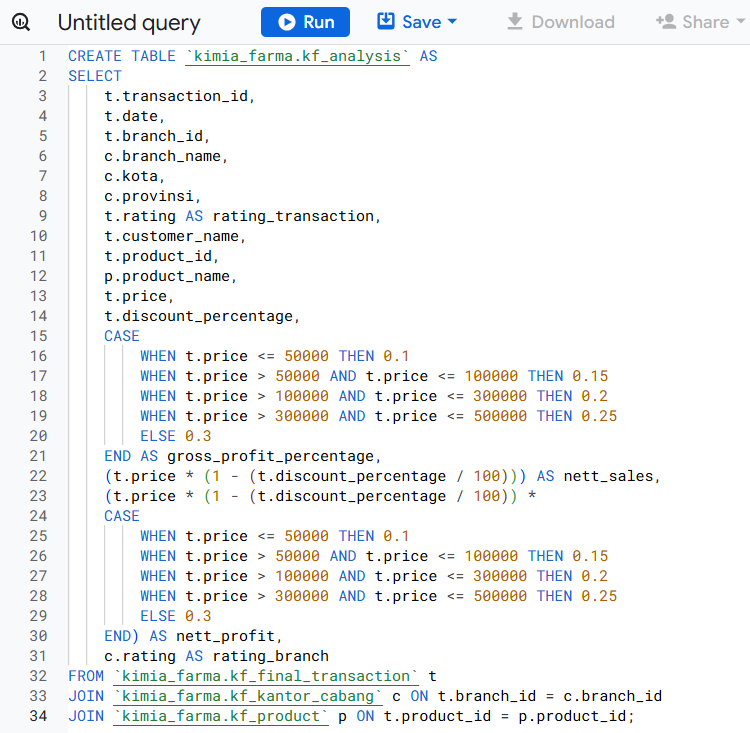 Untitled query Run Save Download Share
1 CREATE TABLE `kimia_farma.kf_analysis` AS
2 SELECT
3 t.transaction_id,
4 t.date,
5 t.branch_id,
6 c.branch_name,
7 c.kota,
8 c.provinsi,
9 t.rating AS rating_transaction,
10 t.customer_name,
11 t.product_id,
12 p.product_name,
13 t.price,
14 t.discount_percentage,
15 CASE
16 WHEN t.price <= 50000 THEN 0.1
17 WHEN t.price > 50000 AND t.price <= 100000 THEN 0.15
18 WHEN t.price > 100000 AND t.price <= 300000 THEN 0.2
19 WHEN t.price > 300000 AND t.price <= 500000 THEN 0.25
20 ELSE 0.3
21 END AS gross_profit_percentage,
22 (t.price * (1 - (t.discount_percentage / 100))) AS nett_sales,
23 (t.price * (1 - (t.discount_percentage / 100)) *
24 CASE
25 WHEN t.price <= 50000 THEN 0.1
26 WHEN t.price > 50000 AND t.price <= 100000 THEN 0.15
27 WHEN t.price > 100000 AND t.price <= 300000 THEN 0.2
28 WHEN t.price > 300000 AND t.price <= 500000 THEN 0.25
29 ELSE 0.3
30 END) AS nett_profit,
31 c.rating AS rating_branch
32 FROM `kimia_farma.kf_final_transaction` t
33 JOIN `kimia_farma.kf_kantor_cabang` c ON t.branch_id = c.branch_id
34 JOIN `kimia_farma.kf_product` p ON t.product_id = p.product_id;